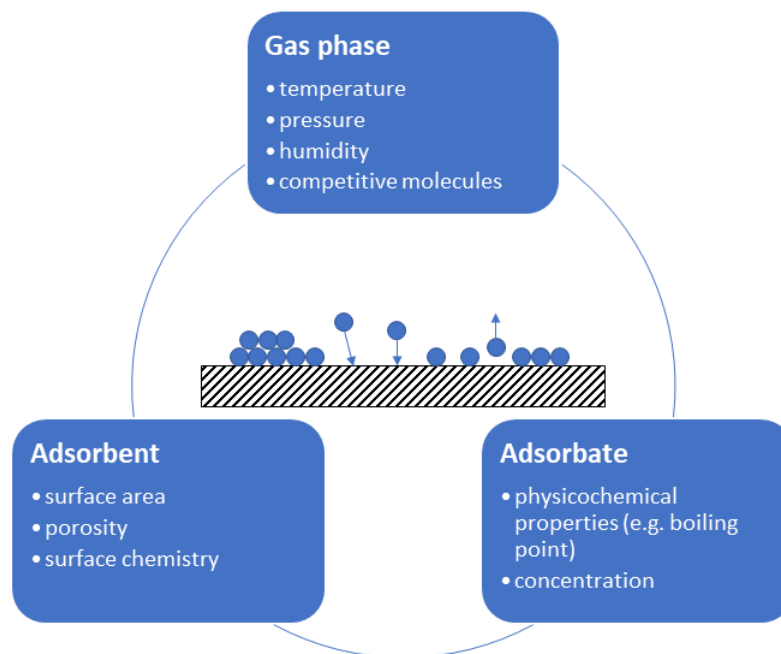 Gas phase
• temperature
• pressure
• humidity
• competitive molecules
Adsorbent
• surface area
• porosity
• surface chemistry
Adsorbate
• physicochemical
properties (e.g. boiling
point)
• concentration